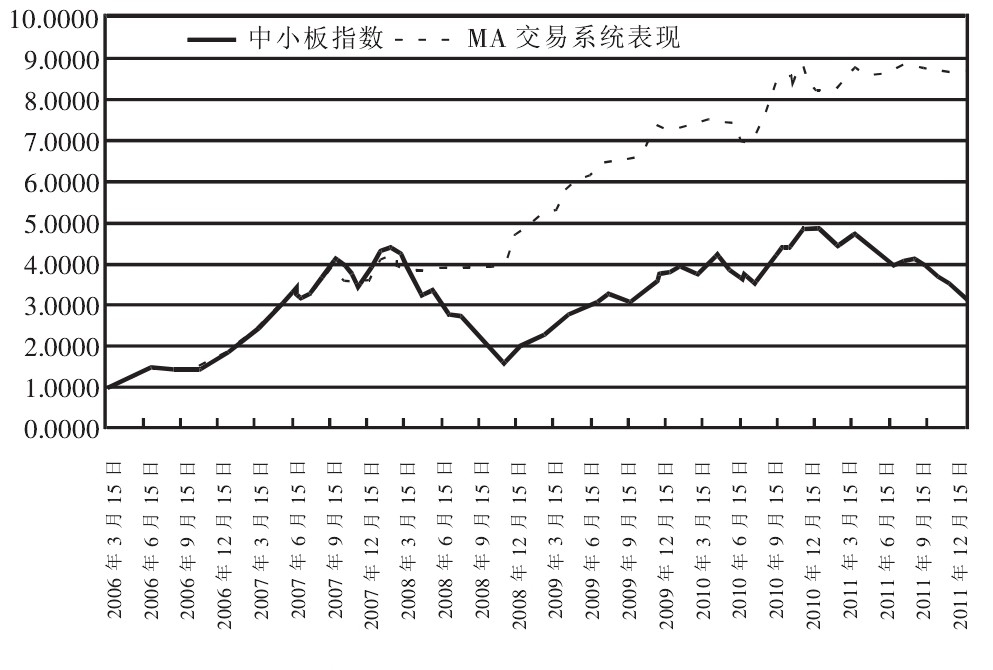 10.0000
中小板指数 MA 交易系统表现
9.0000
8.0000
7.0000
6.0000
5.0000
4.0000
3.0000
2.0000
1.0000
0.0000
2006 年 3 月 15 日
2006 年 6 月 15 日
2006 年 9 月 15 日
2006 年 12 月 15 日
2007 年 3 月 15 日
2007 年 6 月 15 日
2007 年 9 月 15 日
2007 年 12 月 15 日
2008 年 3 月 15 日
2008 年 6 月 15 日
2008 年 9 月 15 日
2008 年 12 月 15 日
2009 年 3 月 15 日
2009 年 6 月 15 日
2009 年 9 月 15 日
2009 年 12 月 15 日
2010 年 3 月 15 日
2010 年 6 月 15 日
2010 年 9 月 15 日
2010 年 12 月 15 日
2011 年 3 月 15 日
2011 年 6 月 15 日
2011 年 9 月 15 日
2011 年 12 月 15 日